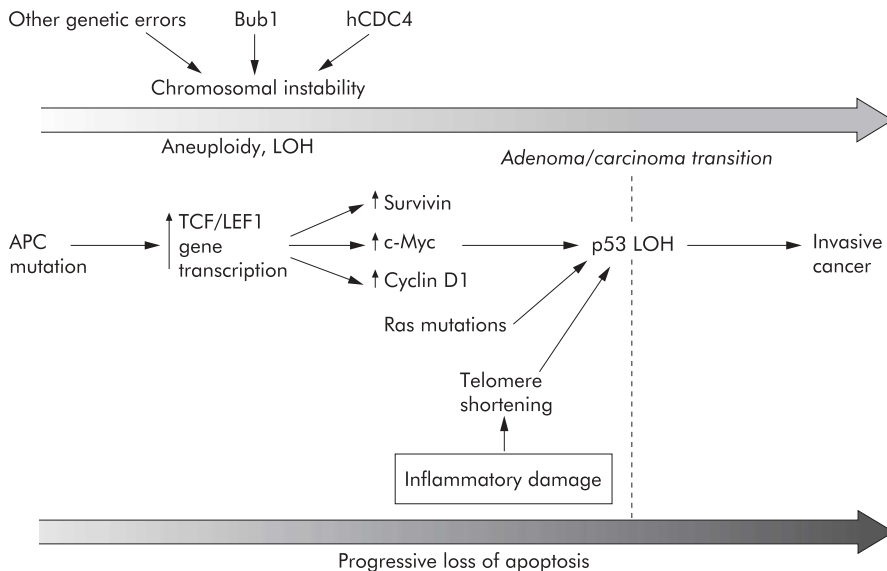 Other genetic errors
Bub1
hCDC4
Chromosomal instability
Aneuploidy, LOH
Adenoma/carcinoma transition
APC
mutation
TCF/LEF1
gene
transcription
Survivin
c-Myc
Cyclin D1
p53 LOH
Invasive
cancer
Ras mutations
Telomere
shortening
Inflammatory damage
Progressive loss of apoptosis